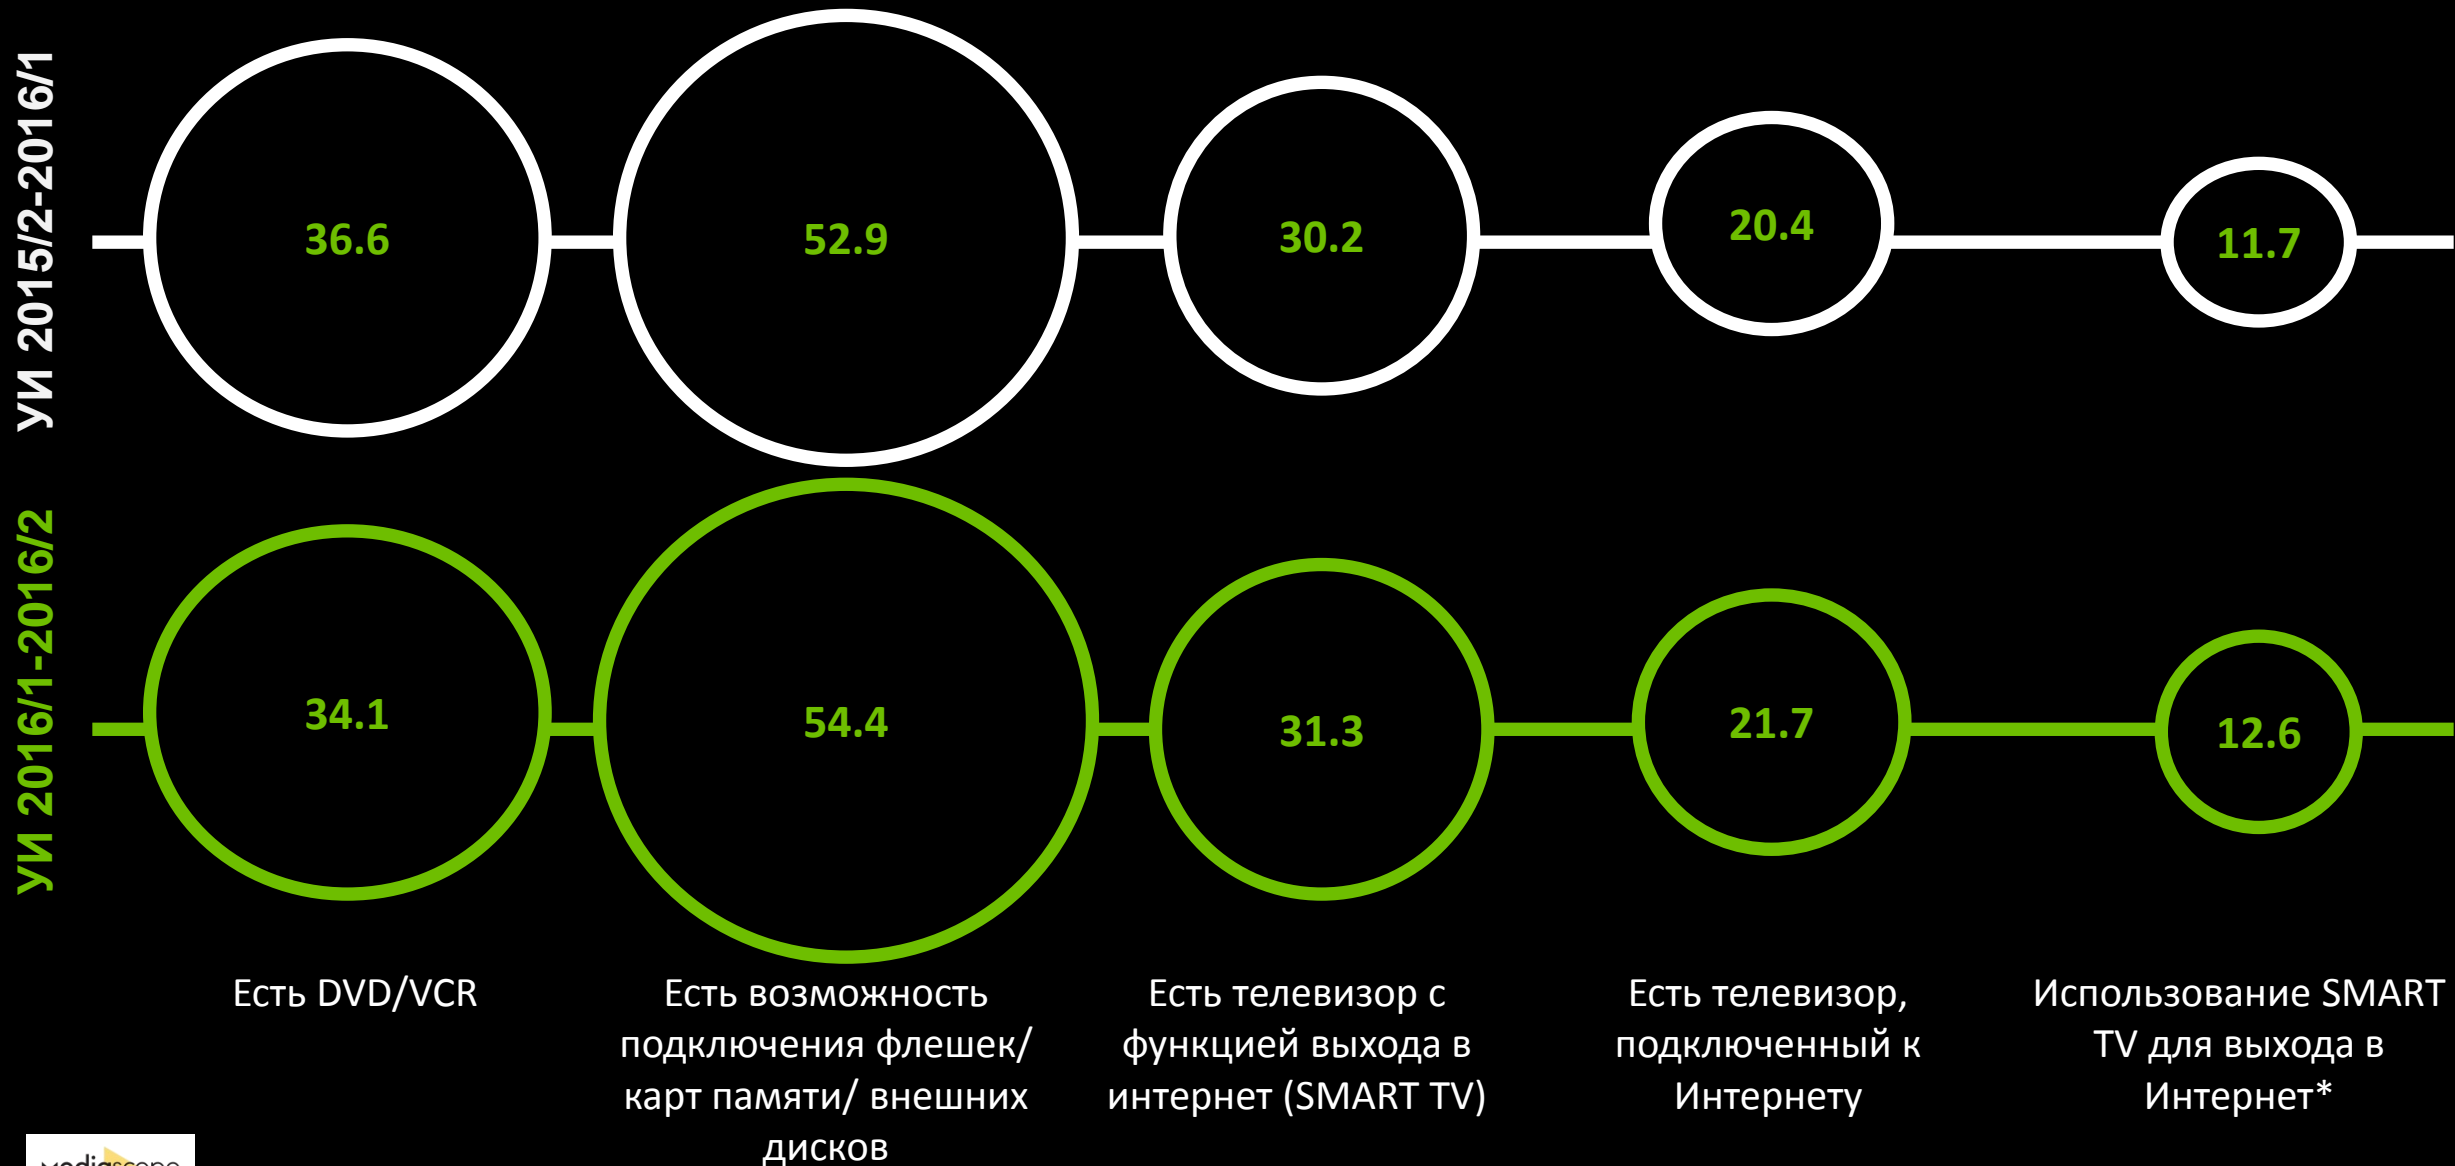 УИ 2015/2-2016/1
36.6
52.9
30.2
20.4
11.7
УИ 2016/1-2016/2
34.1
54.4
31.3
21.7
12.6
Есть DVD/VCR
Есть возможность
подключения флешек/
карт памяти/ внешних
дисков
Есть телевизор с
функцией выхода в
интернет (SMART TV)
Есть телевизор,
подключенный к
Интернету
Использование SMART
TV для выхода в
Интернет*
mediascope